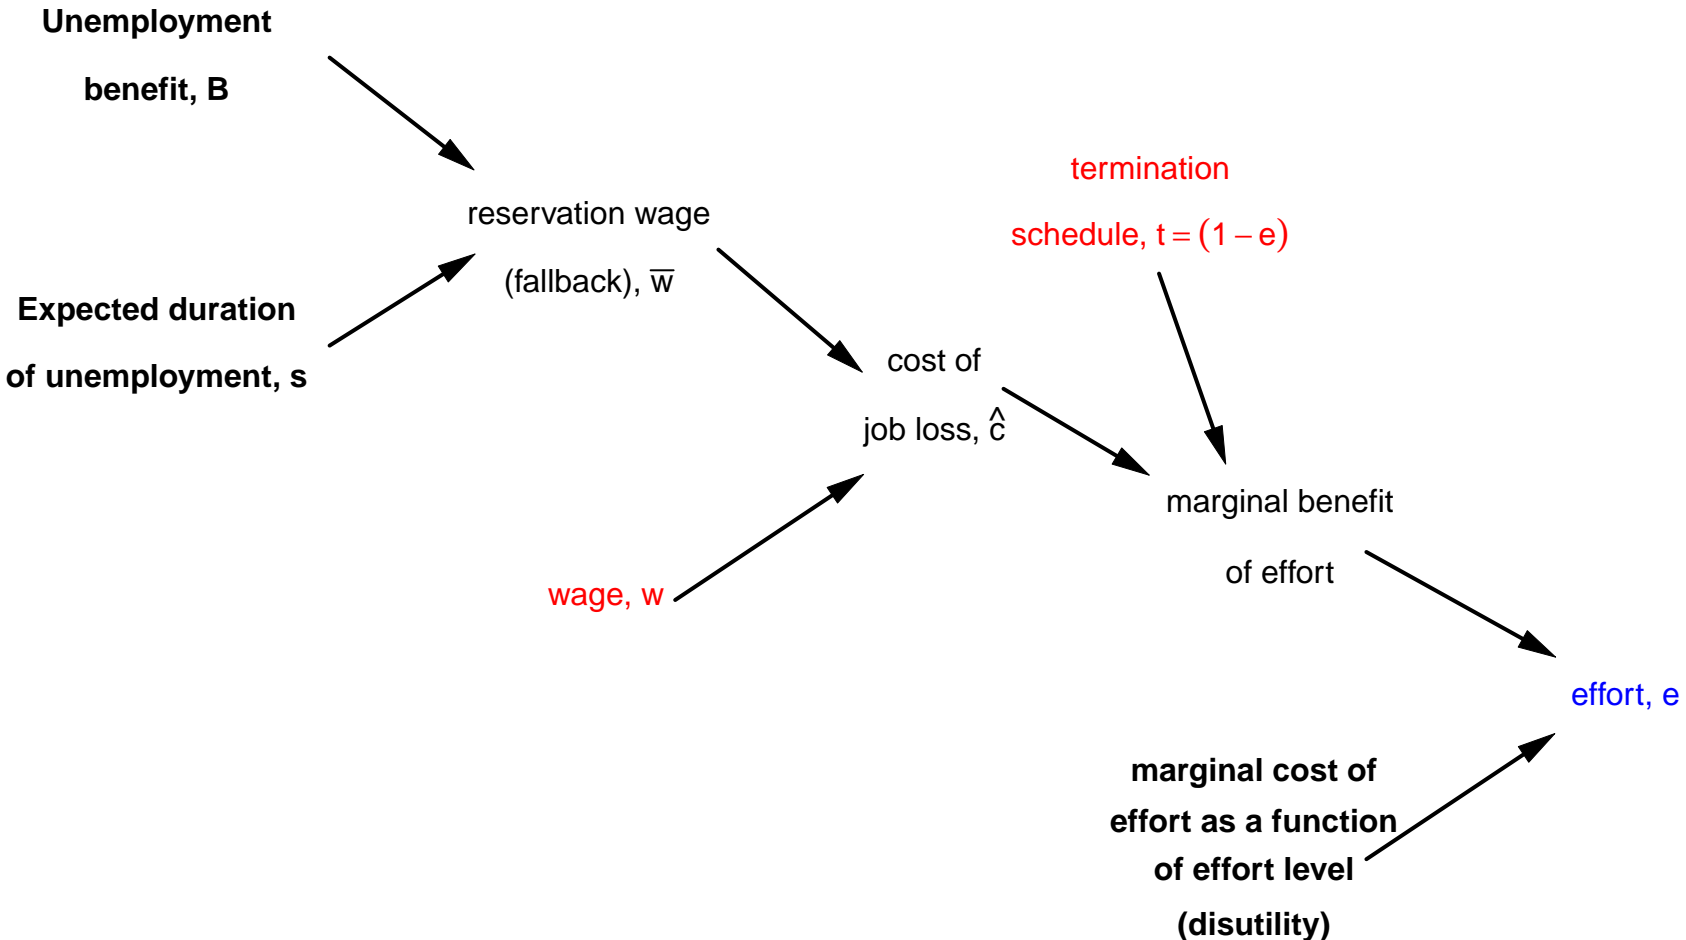 Unemployment
benefit, B
termination
schedule, t = (1 − e)
reservation wage
(fallback), w̅
Expected duration
of unemployment, s
cost of
job loss, ĉ
marginal benefit
of effort
wage, w
effort, e
marginal cost of
effort as a function
of effort level
(disutility)